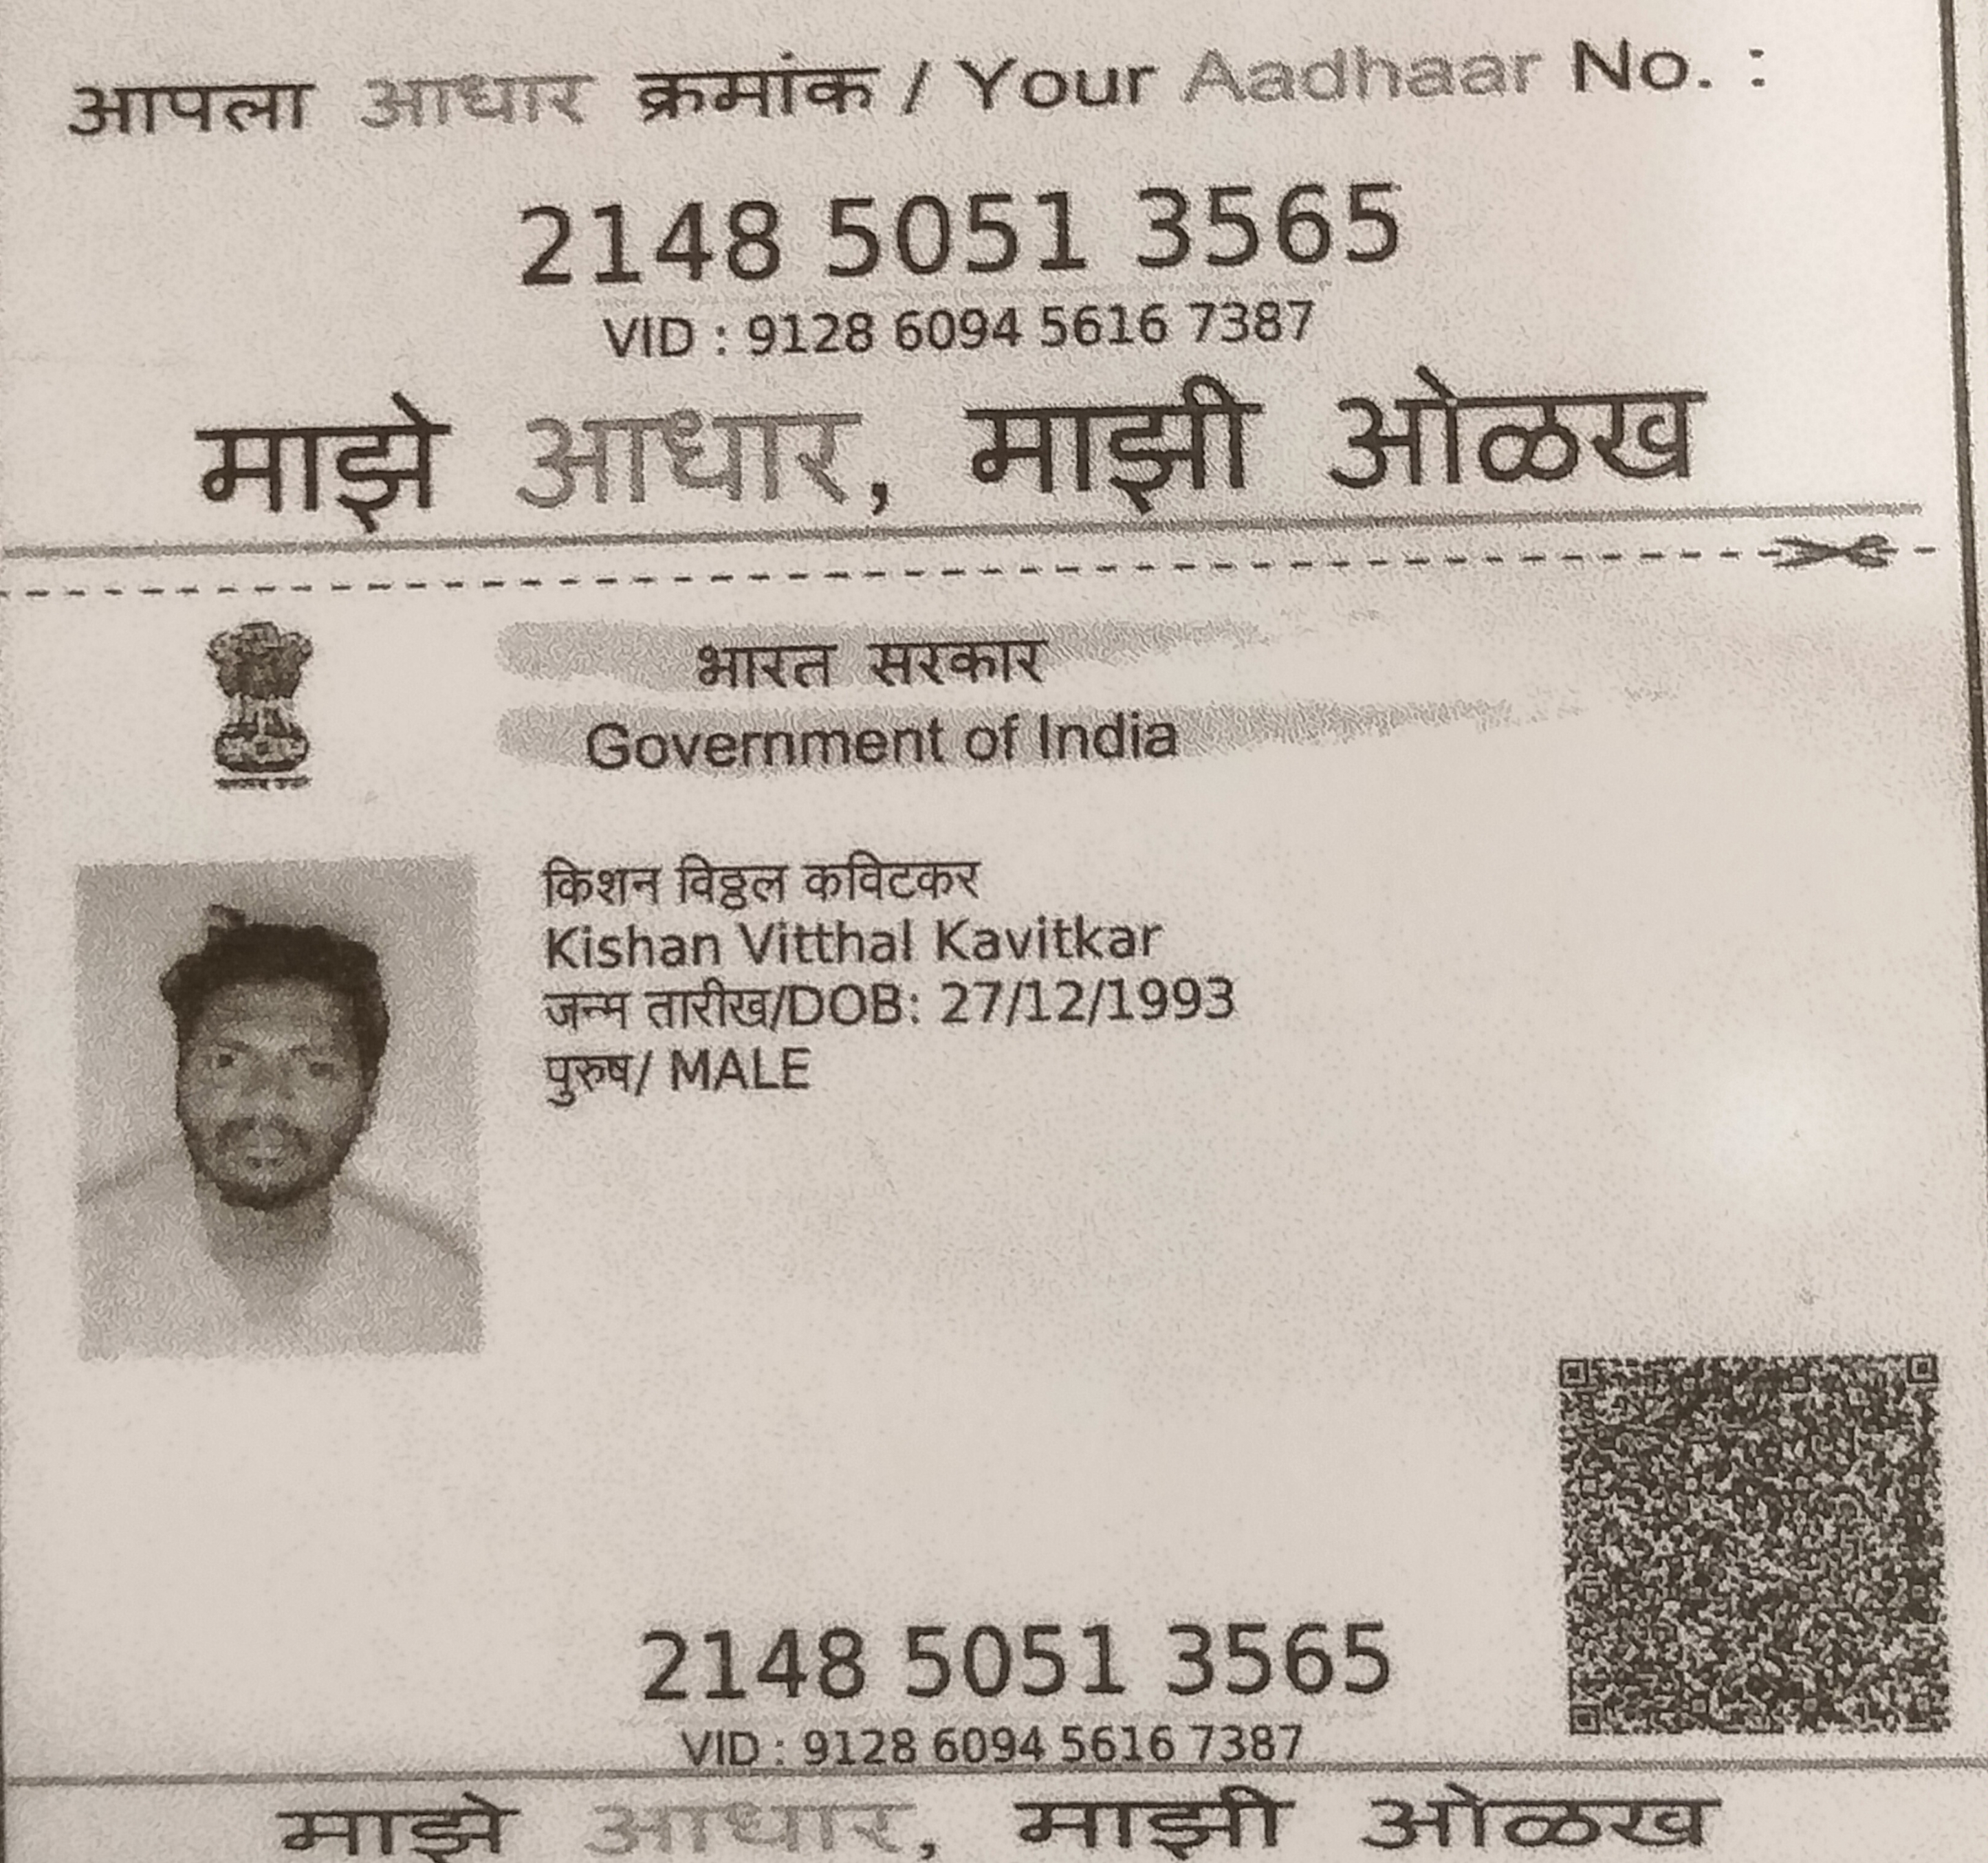 आपला आधार क्रमांक / Your Aadhaar No. :
2148 5051 3565
VID : 9128 6094 5616 7387
माझे आधार, माझी ओळख
भारत सरकार
Government of India
किशन विठ्ठल कविटकर
Kishan Vitthal Kavitkar
जन्म तारीख/DOB: 27/12/1993
पुरुष/ MALE
2148 5051 3565
VID : 9128 6094 5616 7387
माझे आधार, माझी ओळख